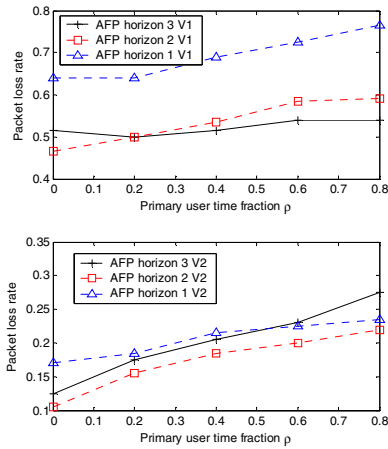 0.8
0.7
0.6
0.5
0.4
Packet loss rate
AFP horizon 3 V1
AFP horizon 2 V1
AFP horizon 1 V1
0 0.1 0.2 0.3 0.4 0.5 0.6 0.7 0.8
Primary user time fraction ρ
0.35
0.3
0.25
0.2
0.15
0.1
Packet loss rate
AFP horizon 3 V2
AFP horizon 2 V2
AFP horizon 1 V2
0 0.1 0.2 0.3 0.4 0.5 0.6 0.7 0.8
Primary user time fraction ρ